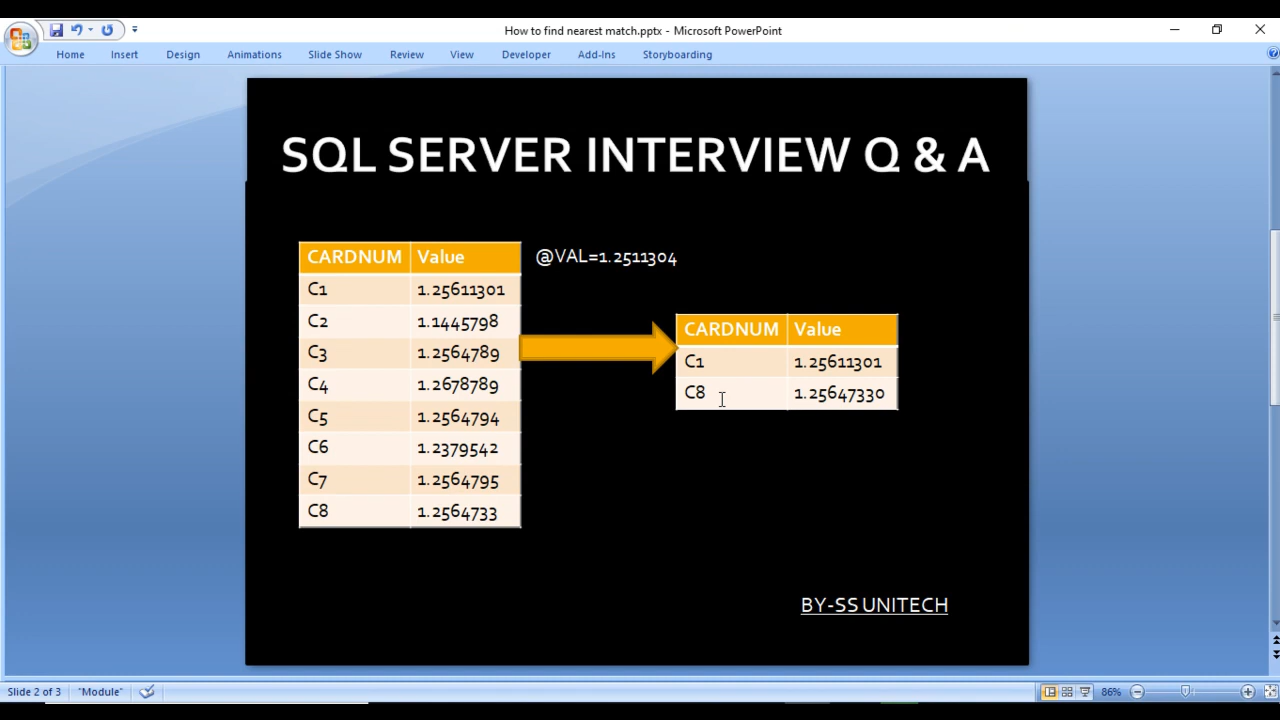 How to find nearest match.pptx - Microsoft PowerPoint
Home Insert Design Animations Slide Show Review View Developer Add-Ins Storyboarding
SQL SERVER INTERVIEW Q & A
@VAL=1.2511304
CARDNUM Value
C1 1.25611301
C2 1.1445798
C3 1.2564789
C4 1.2678789
C5 1.2564794
C6 1.2379542
C7 1.2564795
C8 1.2564733
CARDNUM Value
C1 1.25611301
C8 1.25647330
BY-SS UNITECH
Slide 2 of 3 "Module" 86%